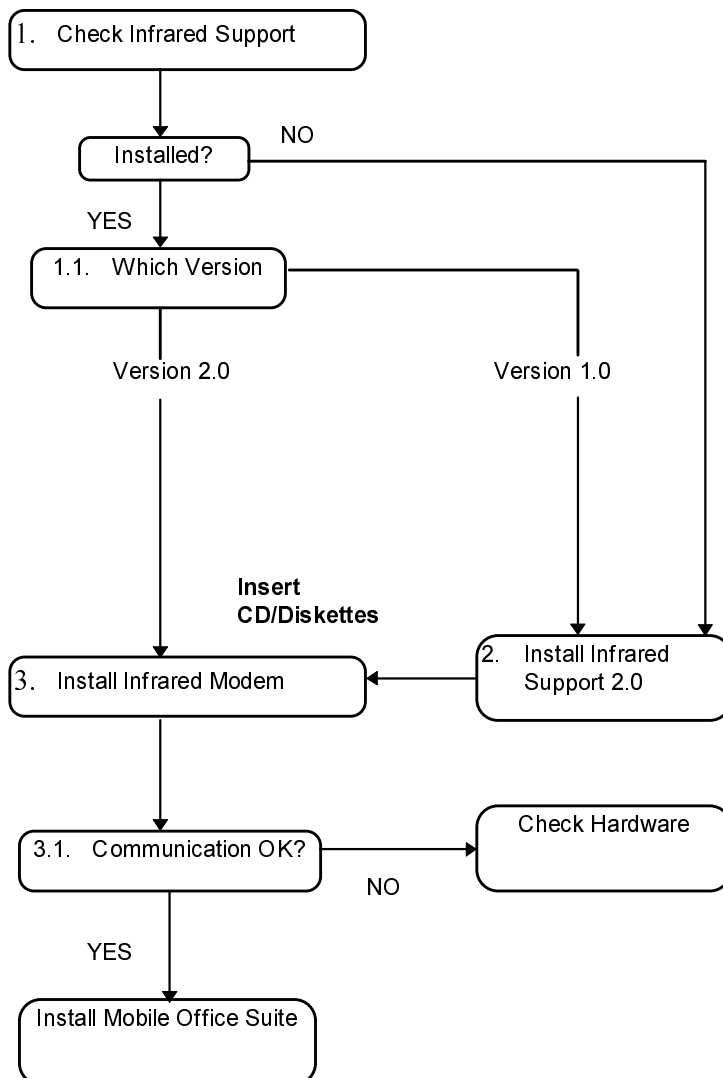 1. Check Infrared Support
NO
Installed?
YES
1.1. Which Version
Version 2.0
Version 1.0
Insert
CD/Diskettes
2. Install Infrared
Support 2.0
3. Install Infrared Modem
Check Hardware
3.1. Communication OK?
NO
YES
Install Mobile Office Suite